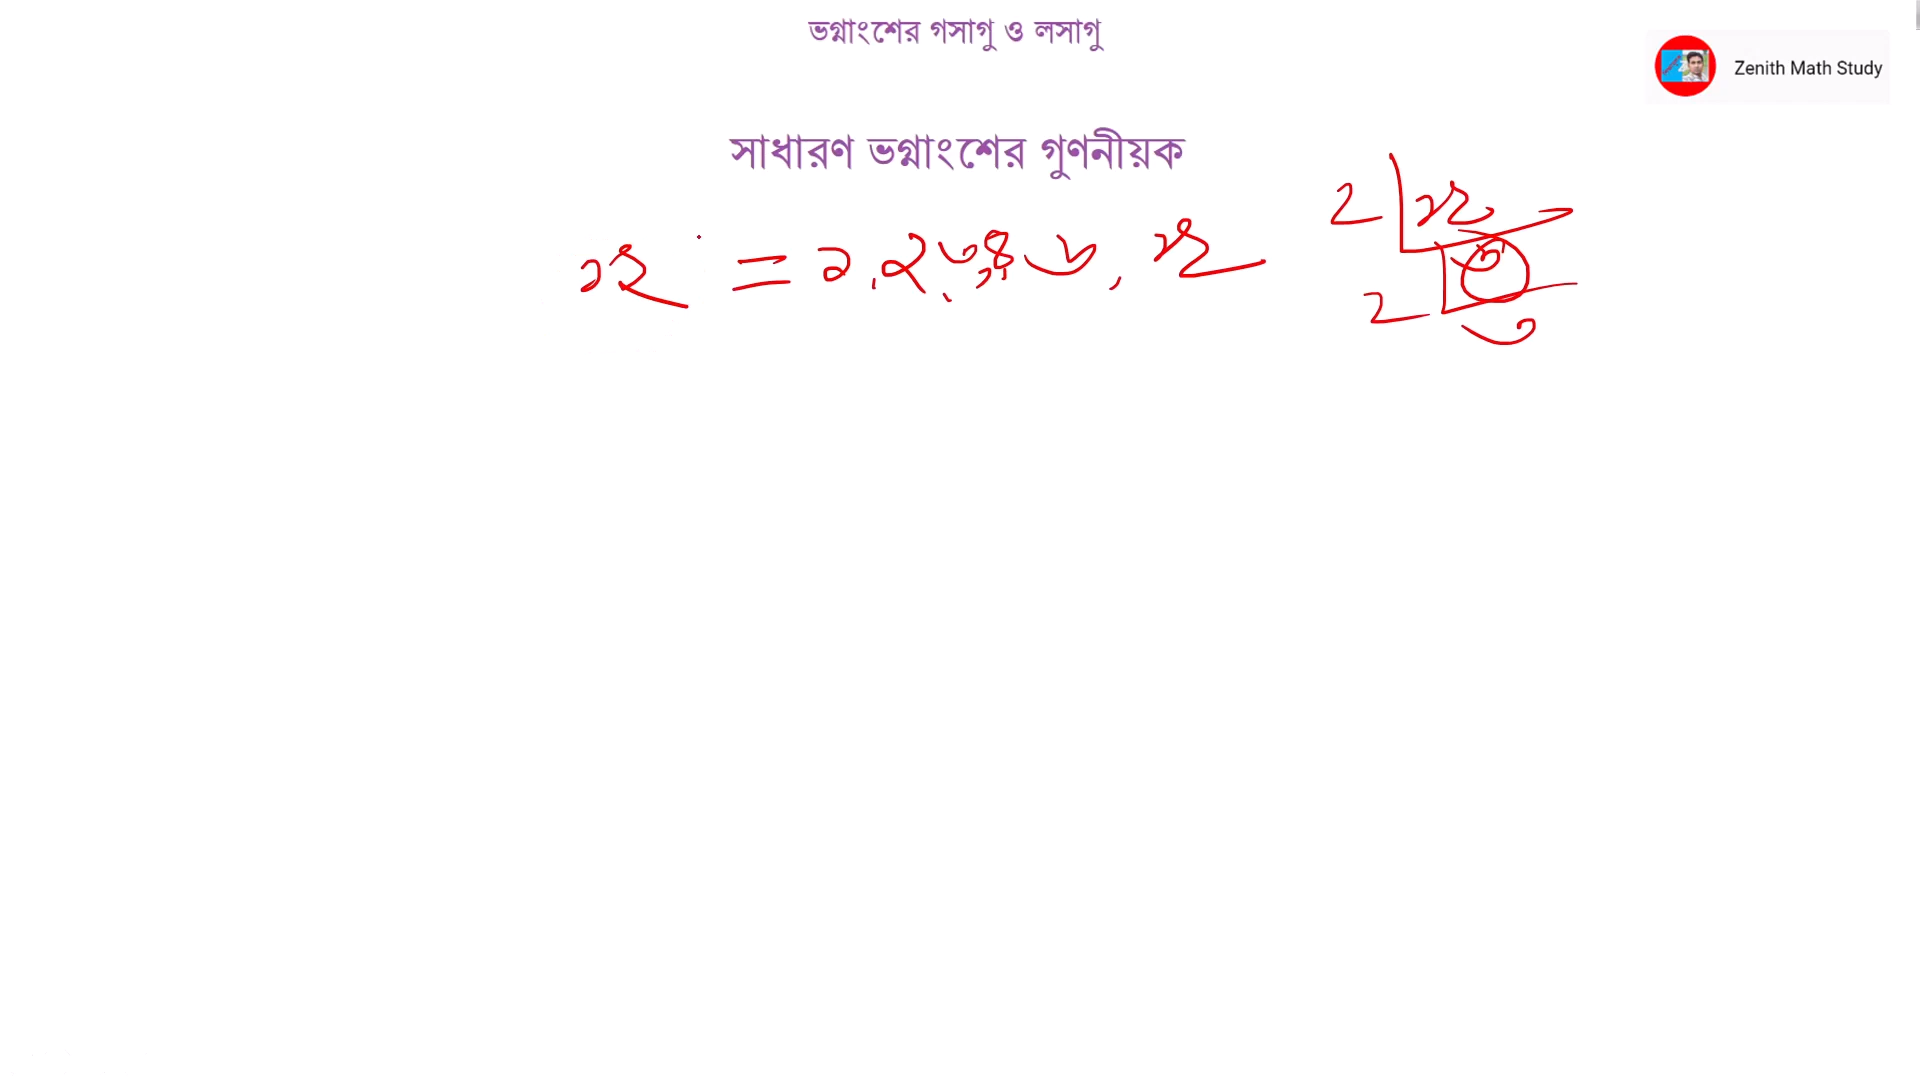 ভগ্নাংশের গসাগু ও লসাগু
Zenith Math Study
সাধারণ ভগ্নাংশের গুণনীয়ক
১২ = ১, ২, ৩, ৪, ৬, ১২
২ | ১২
২ | ৬
৩